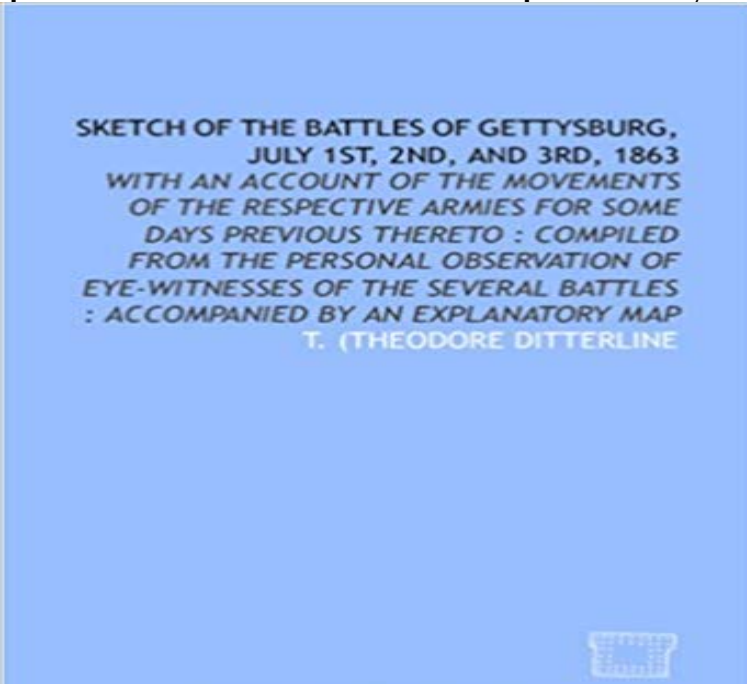 SKETCH OF THE BATTLES OF GETTYSBURG,
JULY 1ST, 2ND, AND 3RD, 1863
WITH AN ACCOUNT OF THE MOVEMENTS
OF THE RESPECTIVE ARMIES FOR SOME
DAYS PREVIOUS THERETO : COMPILED
FROM THE PERSONAL OBSERVATION OF
EYE-WITNESSES OF THE SEVERAL BATTLES
: ACCOMPANIED BY AN EXPLANATORY MAP
T. (THEODORE DITTERLINE